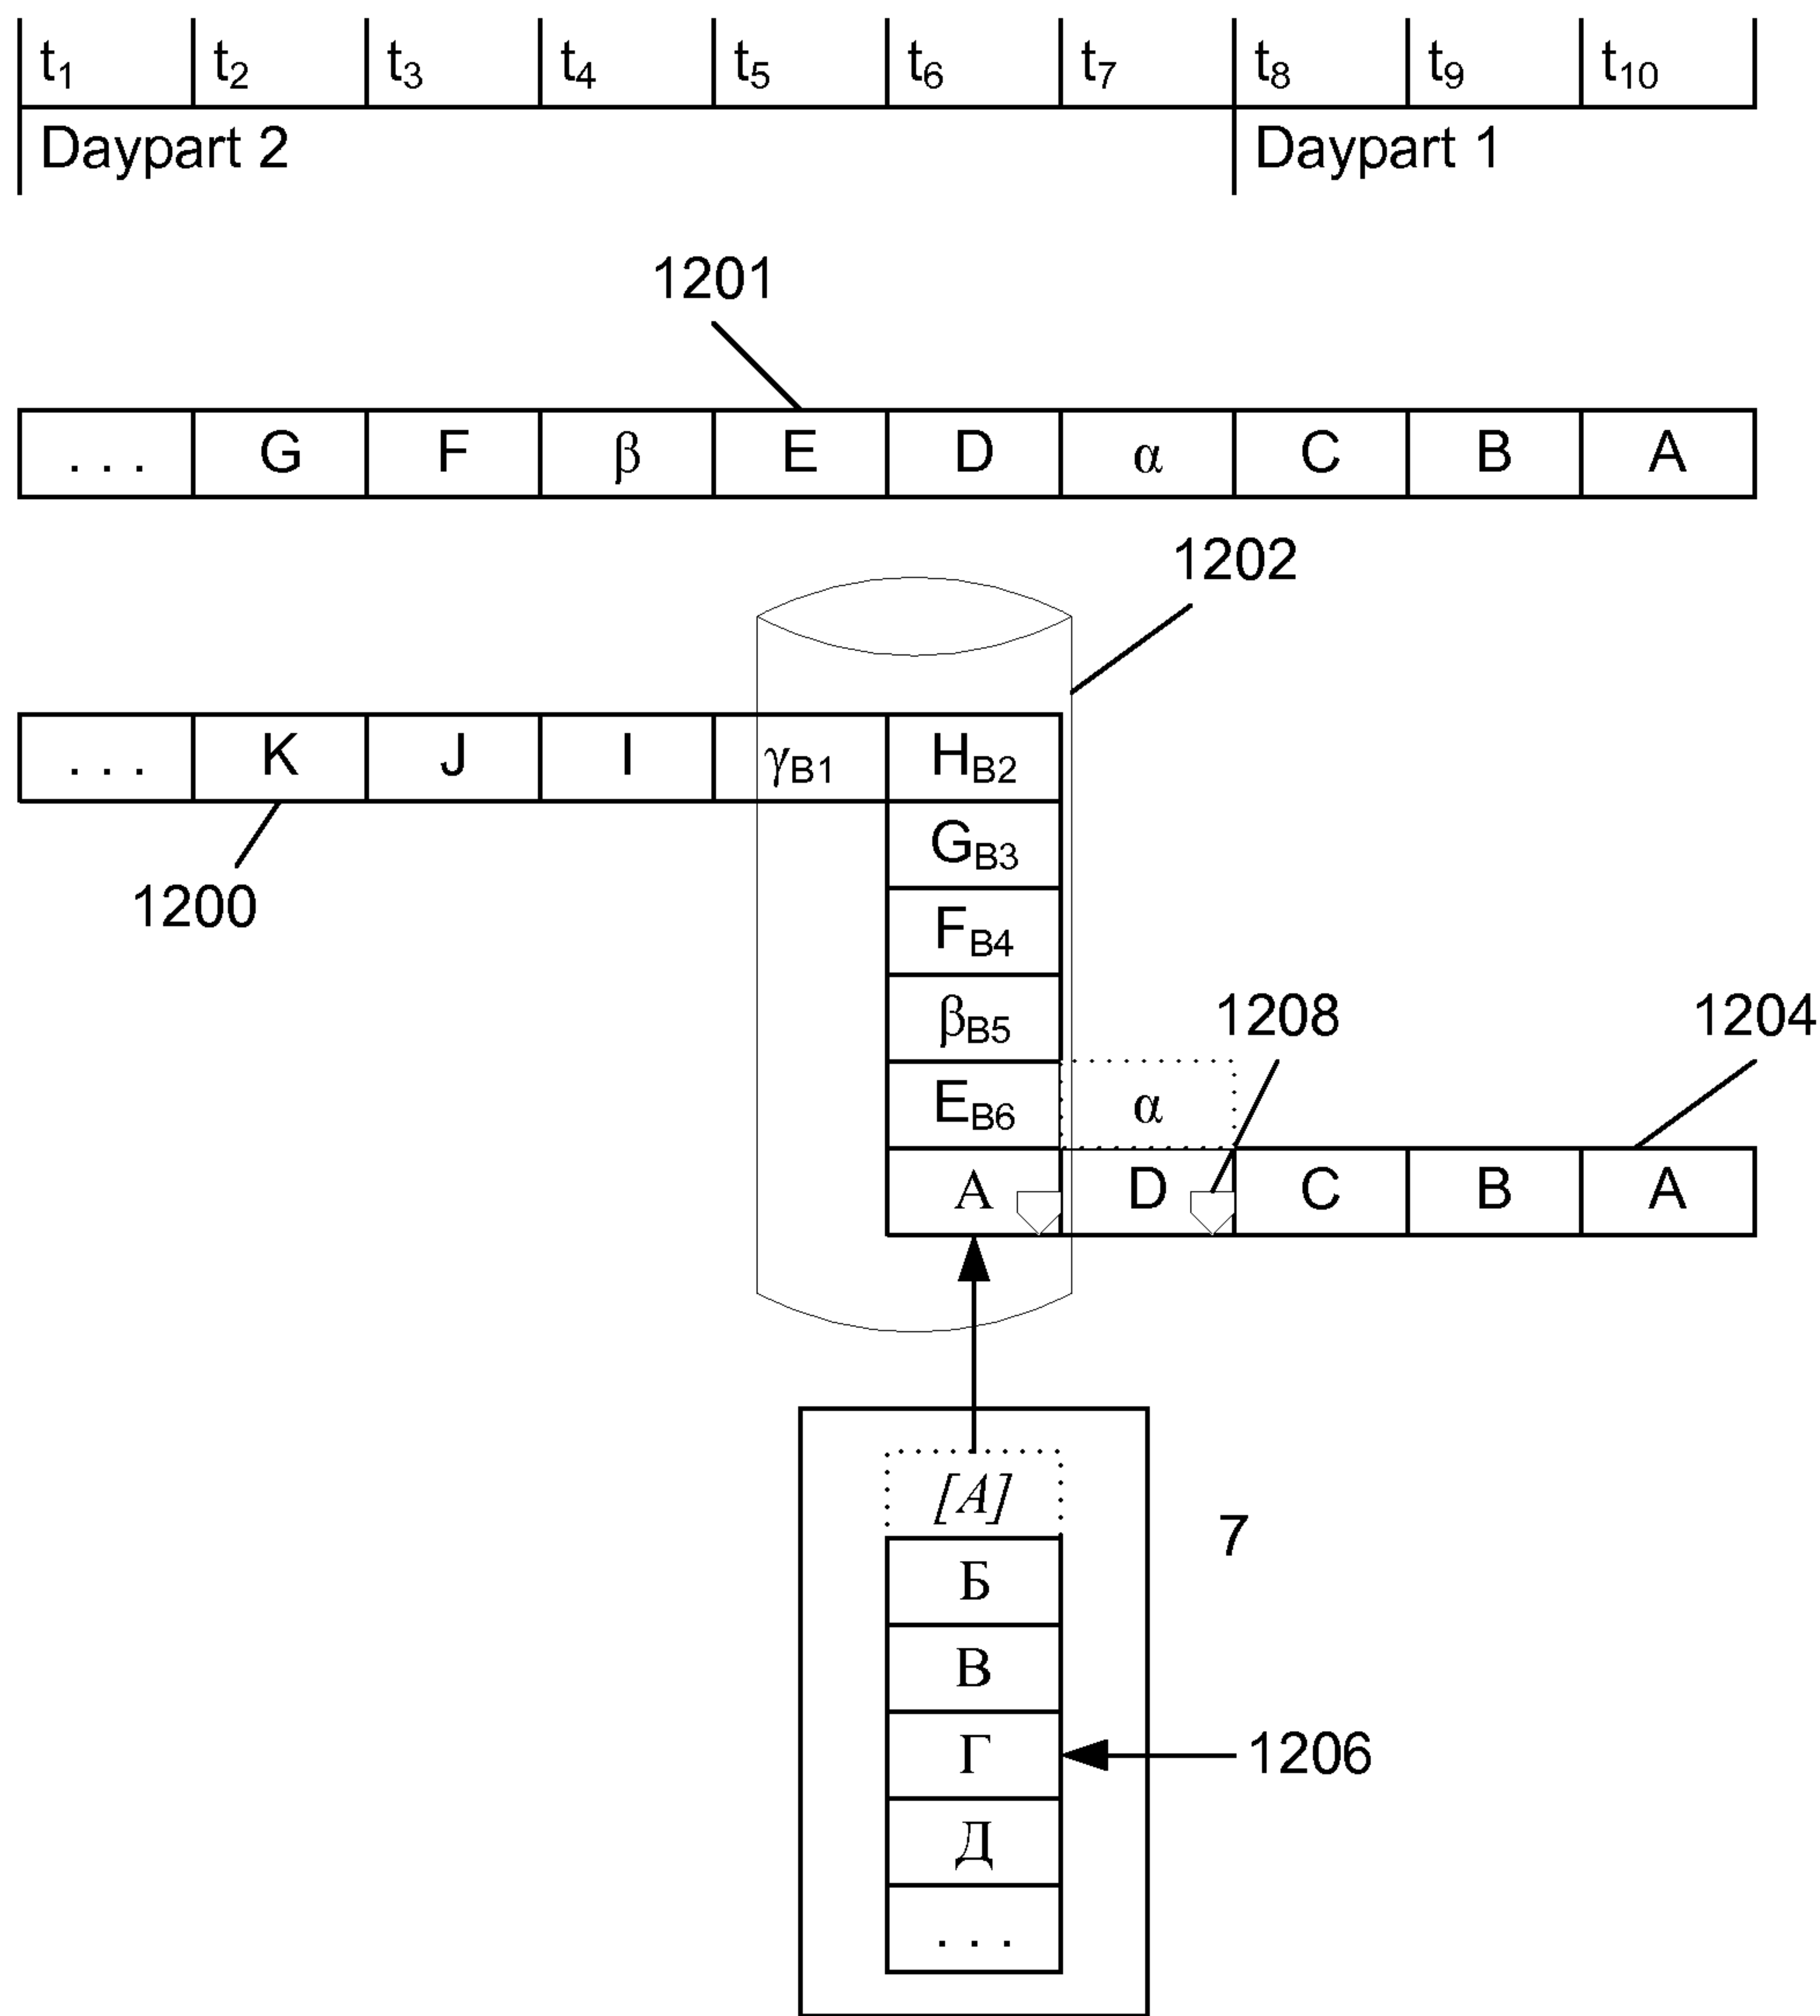 t1 t2 t3 t4 t5 t6 t7 t8 t9 t10
Daypart 2 Daypart 1
1201
. . . G F β E D α C B A
1202
. . . K J I γB1 HB2
GB3
1200
FB4
βB5
1208 1204
EB6 α
А D C B A
[А]
7
Б
В
Г
1206
Д
. . .